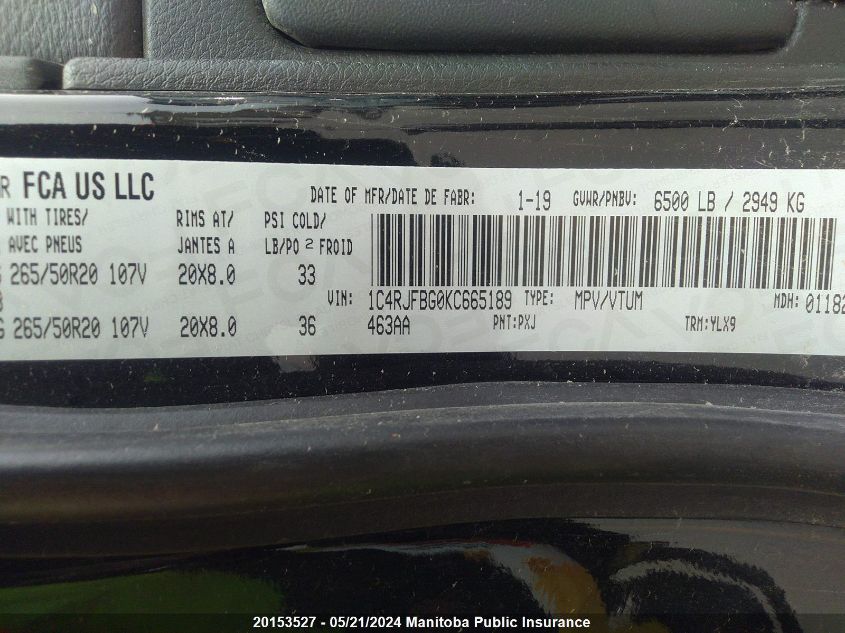 R FCA US LLC DATE OF MFR/DATE DE FABR: 1-19 GVWR/PNBV: 6500 LB / 2949 KG
WITH TIRES/ RIMS AT/ PSI COLD/
AVEC PNEUS JANTES A LB/PO 2 FROID
265/50R20 107V 20X8.0 33
VIN: 1C4RJFBG0KC665189 TYPE: MPV/VTUM MDH: 01182
G 265/50R20 107V 20X8.0 36 463AA PNT:PXJ TRM:YLX9
20153527 - 05/21/2024 Manitoba Public Insurance